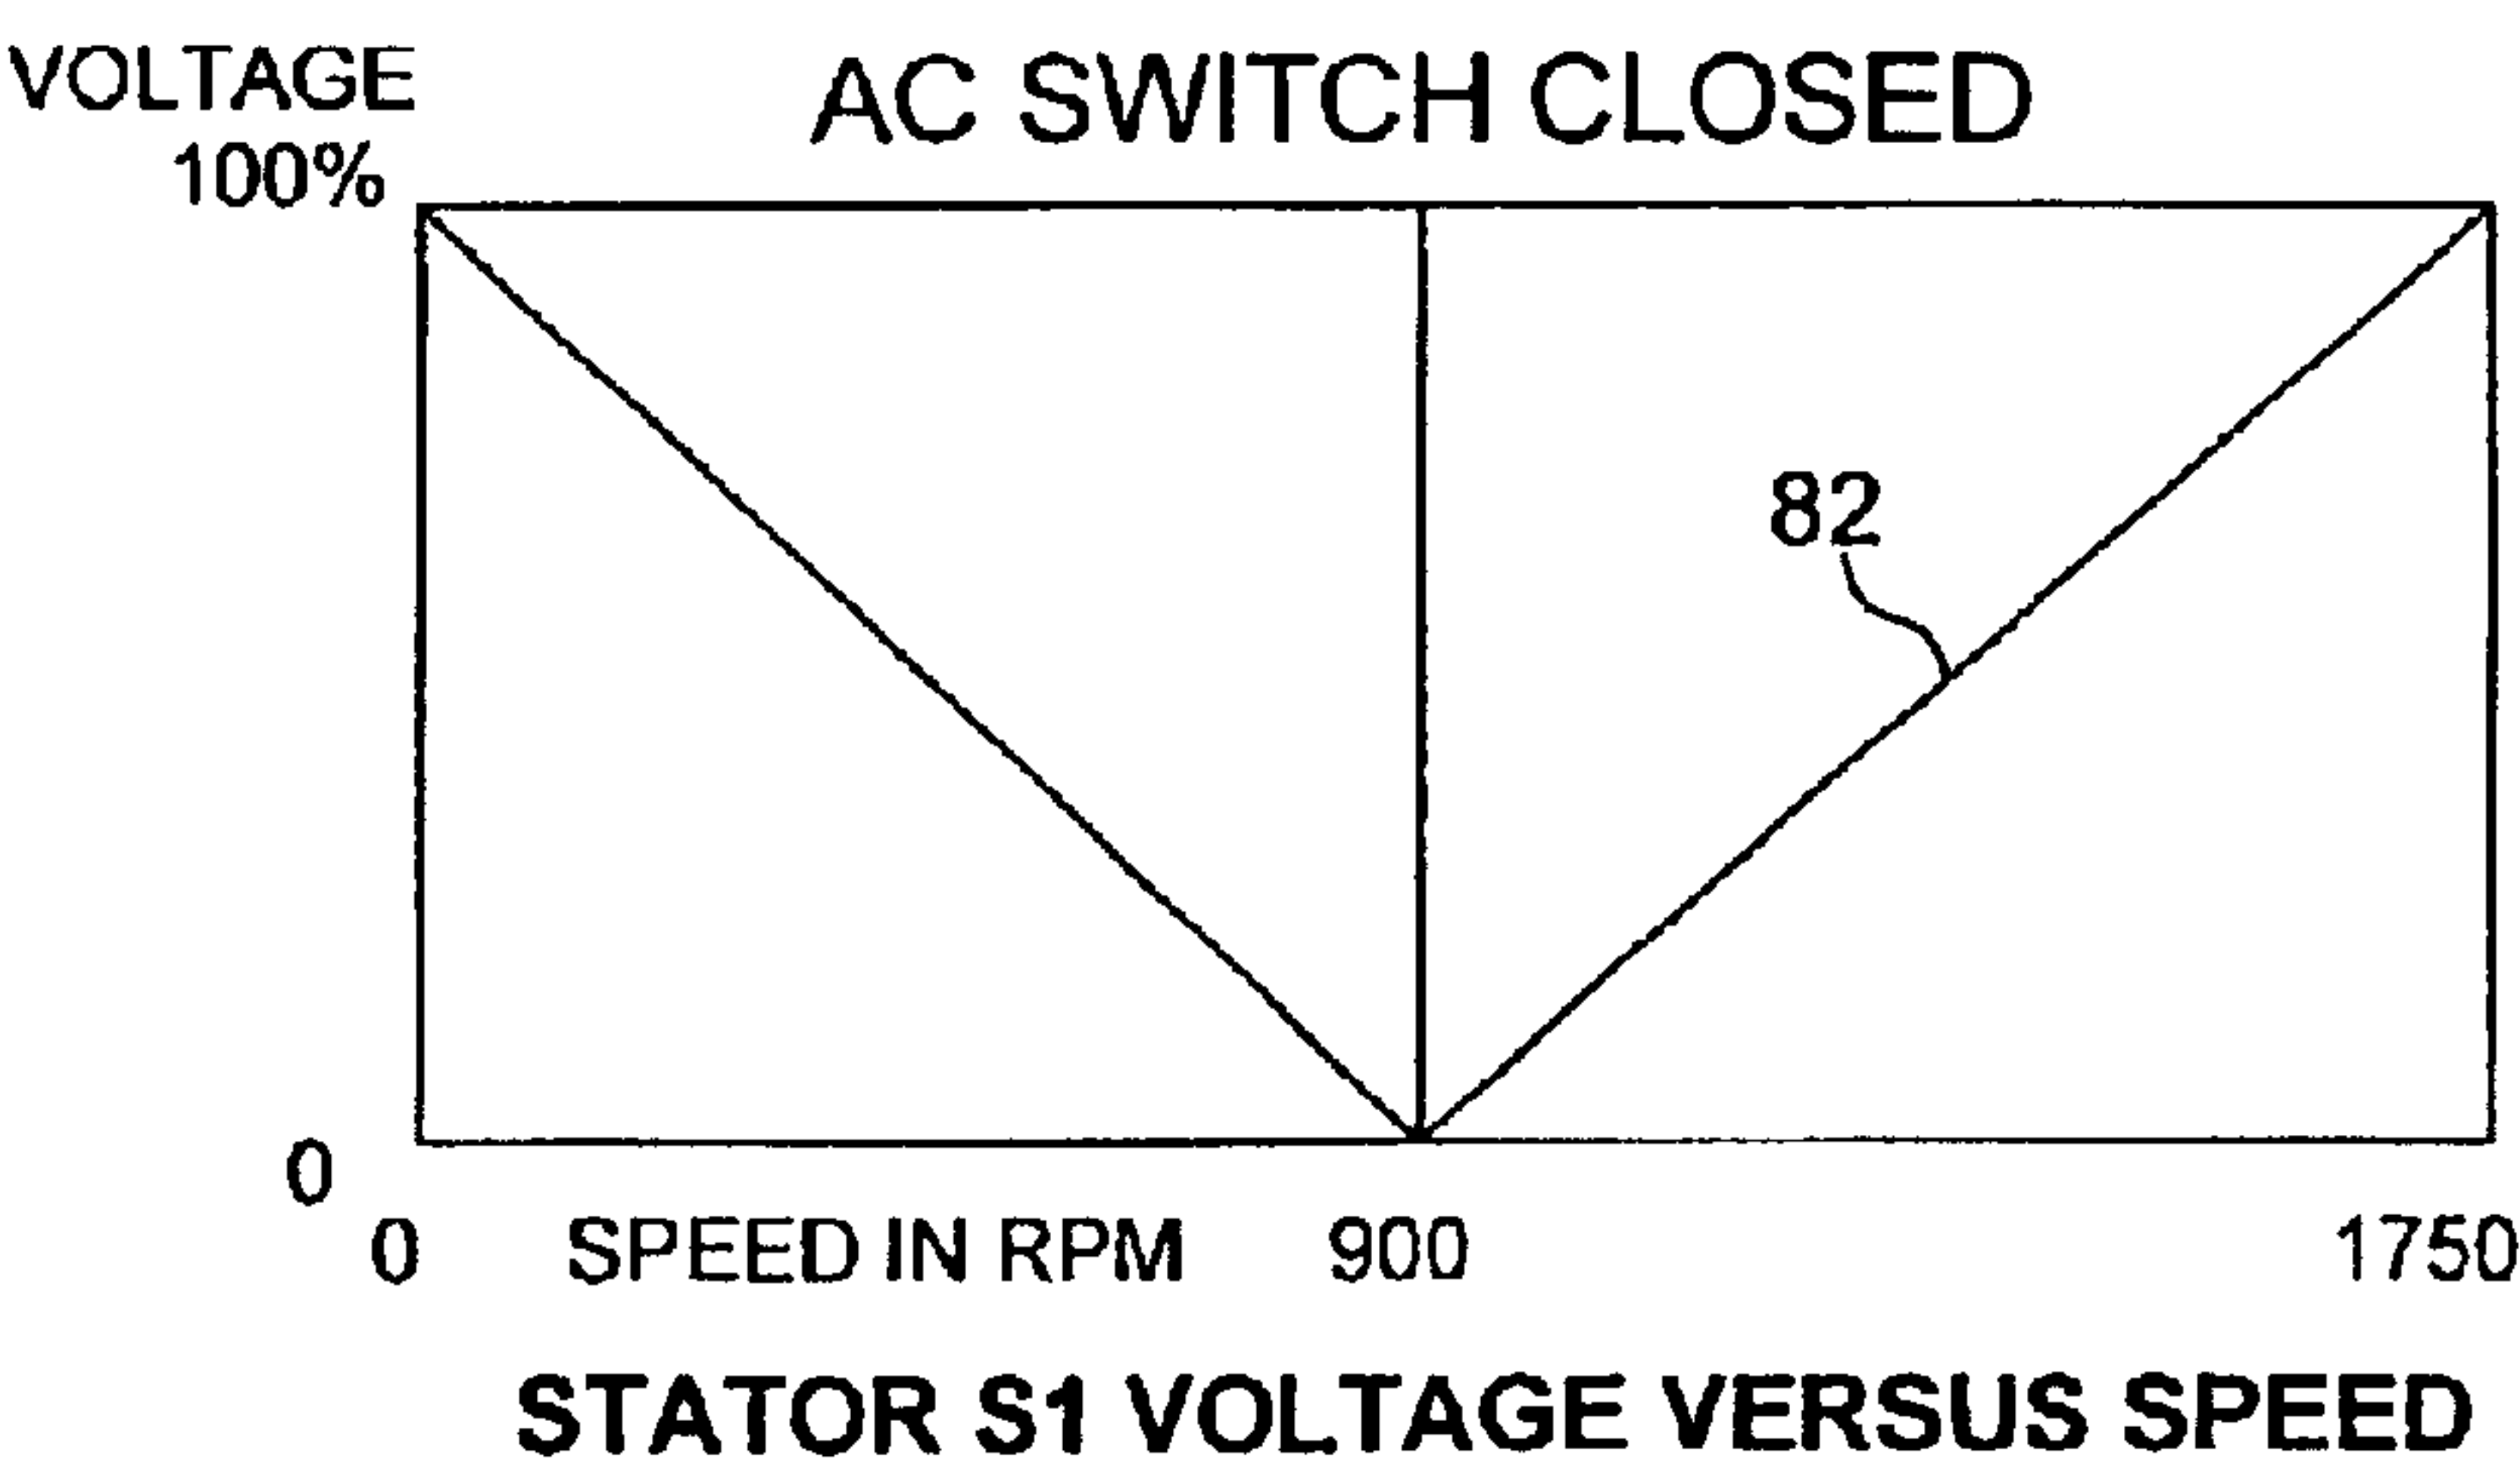 VOLTAGE
AC SWITCH CLOSED
100%
82
0
0 SPEED IN RPM 900 1750
STATOR S1 VOLTAGE VERSUS SPEED